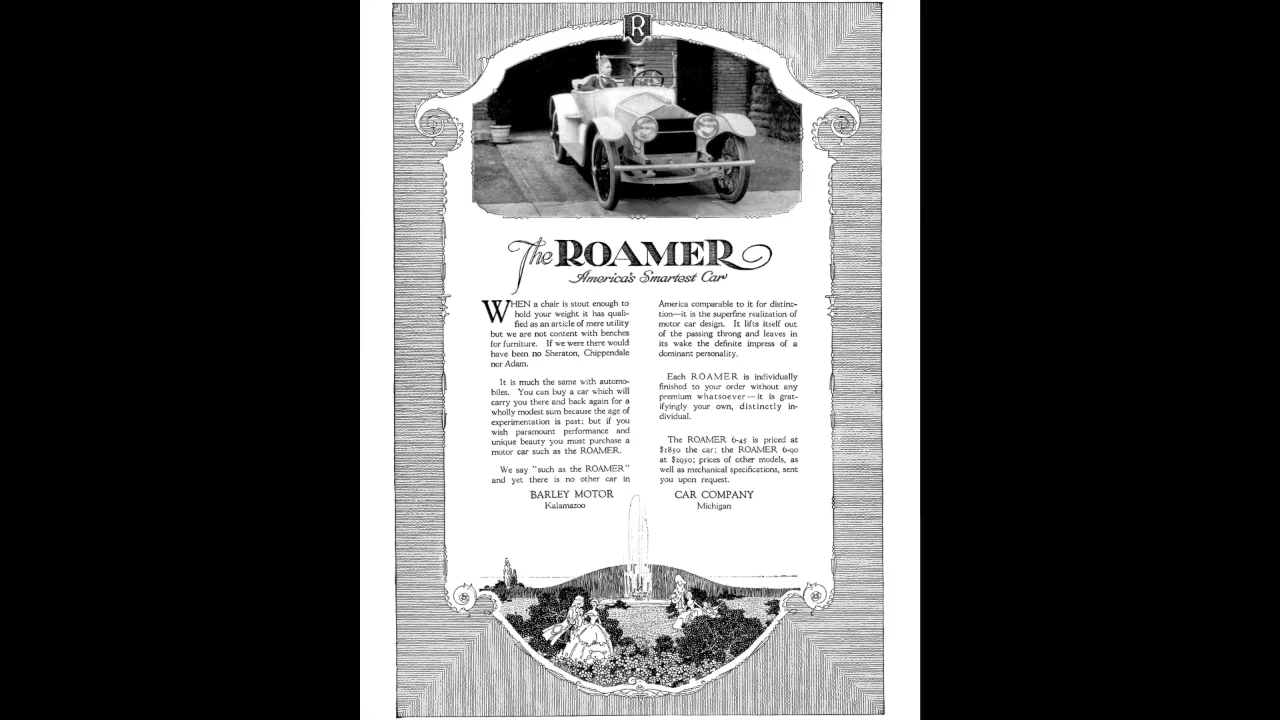 R
The ROAMER
America's Smartest Car
WHEN a chair is stout enough to
hold your weight it has quali-
fied as an article of mere utility
but we are not content with benches
for furniture. If we were there would
have been no Sheraton, Chippendale
nor Adam.
It is much the same with automo-
biles. You can buy a car which will
carry you there and back again for a
wholly modest sum because the age of
experimentation is past; but if you
wish paramount performance and
unique beauty you must purchase a
motor car such as the ROAMER.
We say "such as the ROAMER"
and yet there is no other car in
America comparable to it for distinc-
tion—it is the superfine realization of
motor car design. It lifts itself out
of the passing throng and leaves in
its wake the definite impress of a
dominant personality.
Each ROAMER is individually
finished to your order without any
premium whatsoever—it is grat-
ifyingly your own, distinctly in-
dividual.
The ROAMER 6-45 is priced at
$1850 the car; the ROAMER 6-90
at $1950; prices of other models, as
well as mechanical specifications, sent
you upon request.
BARLEY MOTOR CAR COMPANY
Kalamazoo Michigan